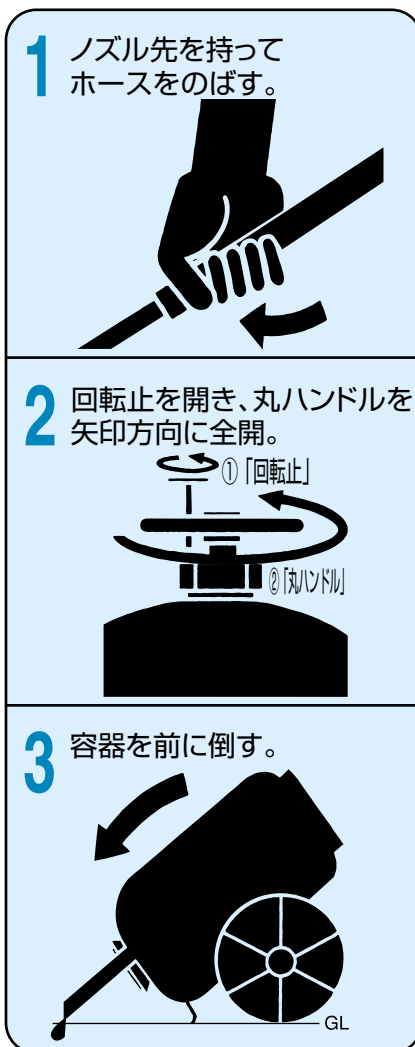 1 ノズル先を持って
ホースをのばす。
2 回転止を開き、丸ハンドルを
矢印方向に全開。
①「回転止」
②「丸ハンドル」
3 容器を前に倒す。
GL